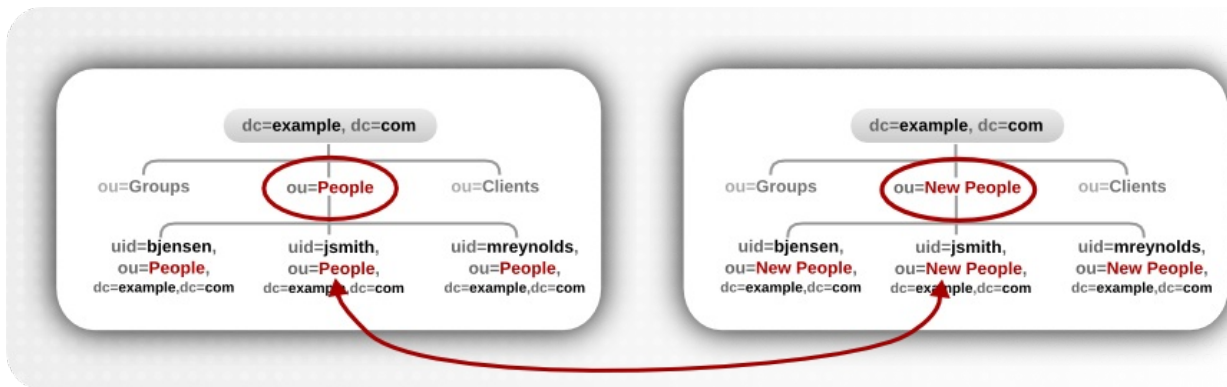 dc=example, dc=com
ou=Groups
ou=People
ou=Clients
uid=bjensen,
ou=People,
dc=example,dc=com
uid=jsmith,
ou=People,
dc=example,dc=com
uid=mreynolds,
ou=People,
dc=example,dc=com
dc=example, dc=com
ou=Groups
ou=New People
ou=Clients
uid=bjensen,
ou=New People,
dc=example,dc=com
uid=jsmith,
ou=New People,
dc=example,dc=com
uid=mreynolds,
ou=New People,
dc=example,dc=com